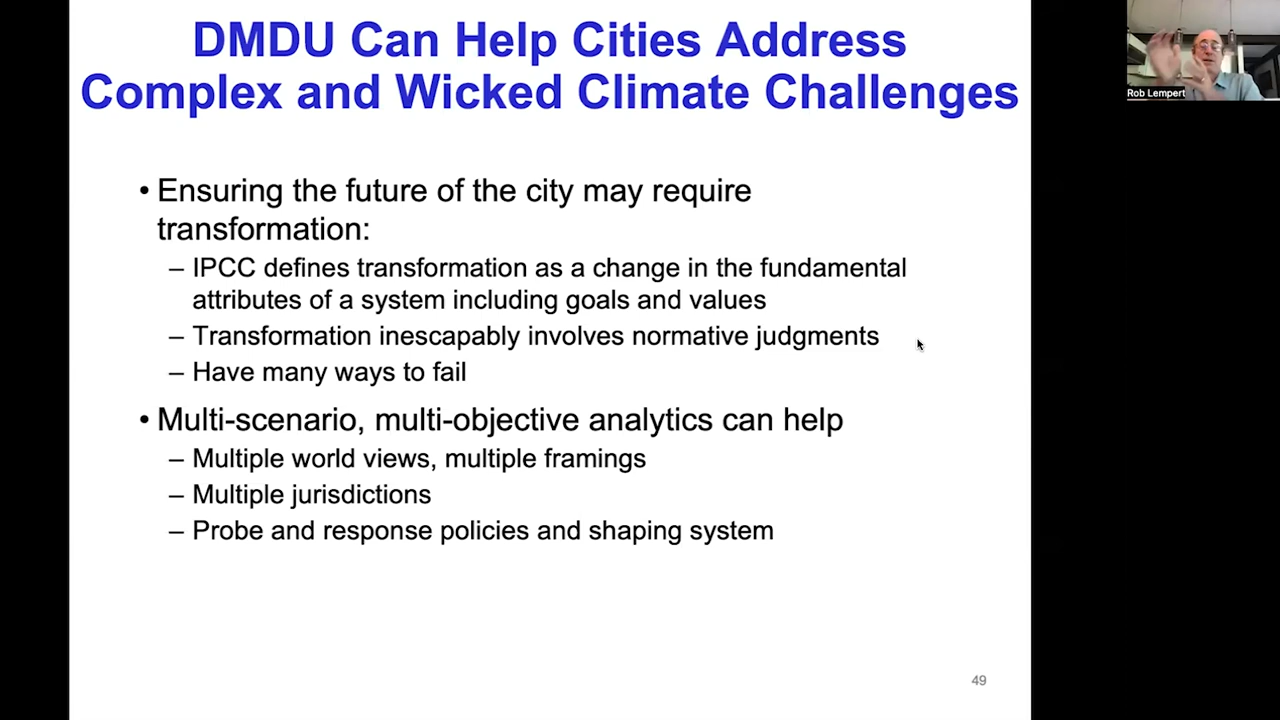 DMDU Can Help Cities Address
Complex and Wicked Climate Challenges
• Ensuring the future of the city may require
transformation:
– IPCC defines transformation as a change in the fundamental
attributes of a system including goals and values
– Transformation inescapably involves normative judgments
– Have many ways to fail
• Multi-scenario, multi-objective analytics can help
– Multiple world views, multiple framings
– Multiple jurisdictions
– Probe and response policies and shaping system
49
Rob Lempert